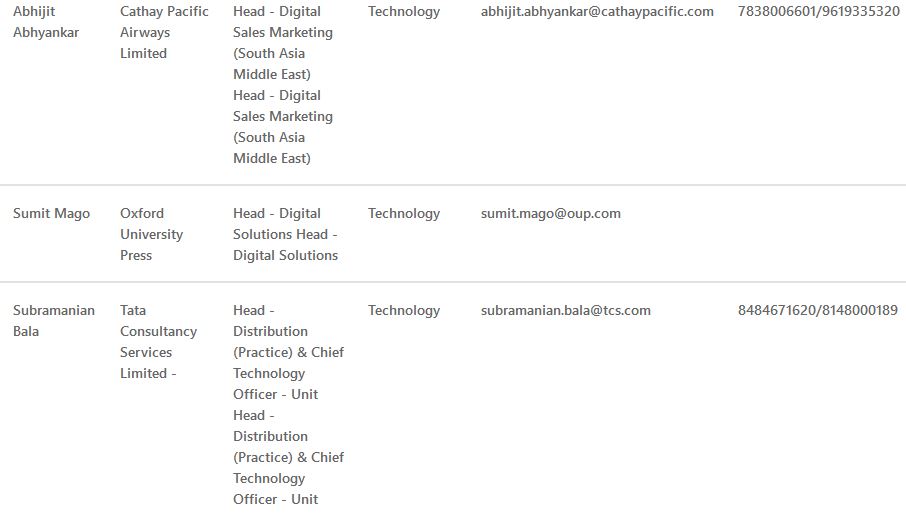 Abhijit Abhyankar
Cathay Pacific Airways Limited
Head - Digital Sales Marketing (South Asia Middle East) Head - Digital Sales Marketing (South Asia Middle East)
Technology
abhijit.abhyankar@cathaypacific.com
7838006601/9619335320
Sumit Mago
Oxford University Press
Head - Digital Solutions Head - Digital Solutions
Technology
sumit.mago@oup.com
Subramanian Bala
Tata Consultancy Services Limited -
Head - Distribution (Practice) & Chief Technology Officer - Unit Head - Distribution (Practice) & Chief Technology Officer - Unit
Technology
subramanian.bala@tcs.com
8484671620/8148000189